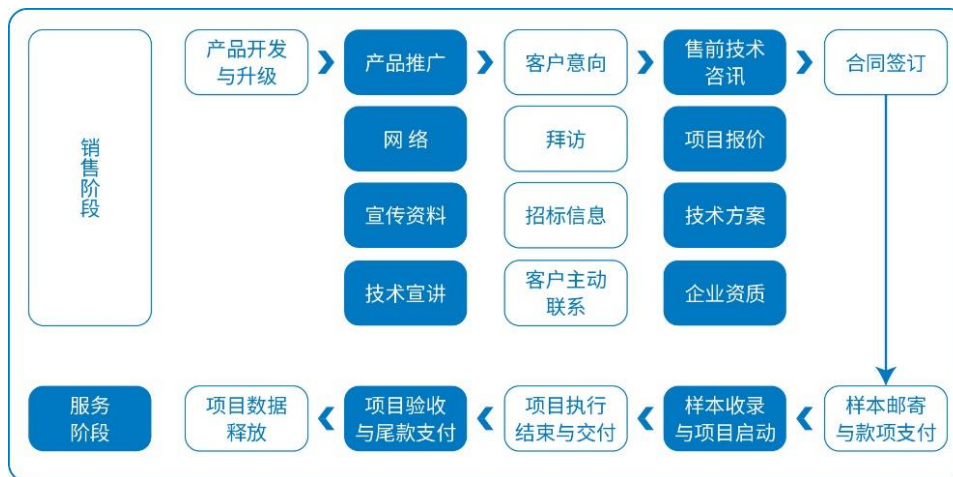 销售阶段
产品开发
与升级
产品推广
客户意向
售前技术
咨讯
合同签订
网 络
拜访
项目报价
宣传资料
招标信息
技术方案
技术宣讲
客户主动
联系
企业资质
服务
阶段
项目数据
释放
项目验收
与尾款支付
项目执行
结束与交付
样本收录
与项目启动
样本邮寄
与款项支付